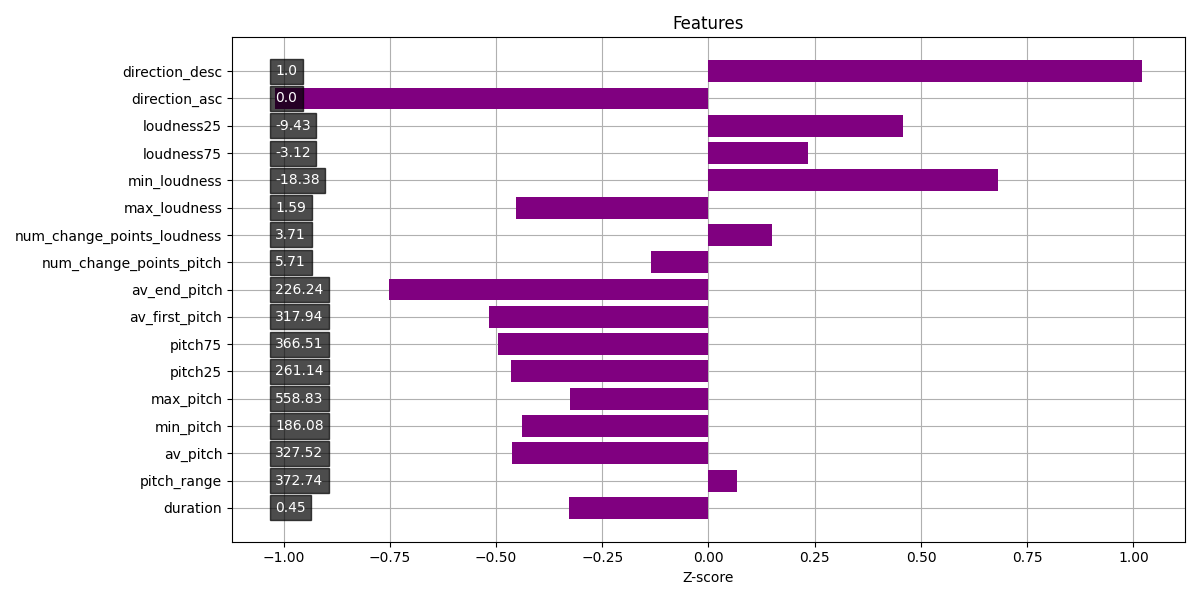 Features
direction_desc 1.0
direction_asc 0.0
loudness25 -9.43
loudness75 -3.12
min_loudness -18.38
max_loudness 1.59
num_change_points_loudness 3.71
num_change_points_pitch 5.71
av_end_pitch 226.24
av_first_pitch 317.94
pitch75 366.51
pitch25 261.14
max_pitch 558.83
min_pitch 186.08
av_pitch 327.52
pitch_range 372.74
duration 0.45
−1.00 −0.75 −0.50 −0.25 0.00 0.25 0.50 0.75 1.00
Z-score